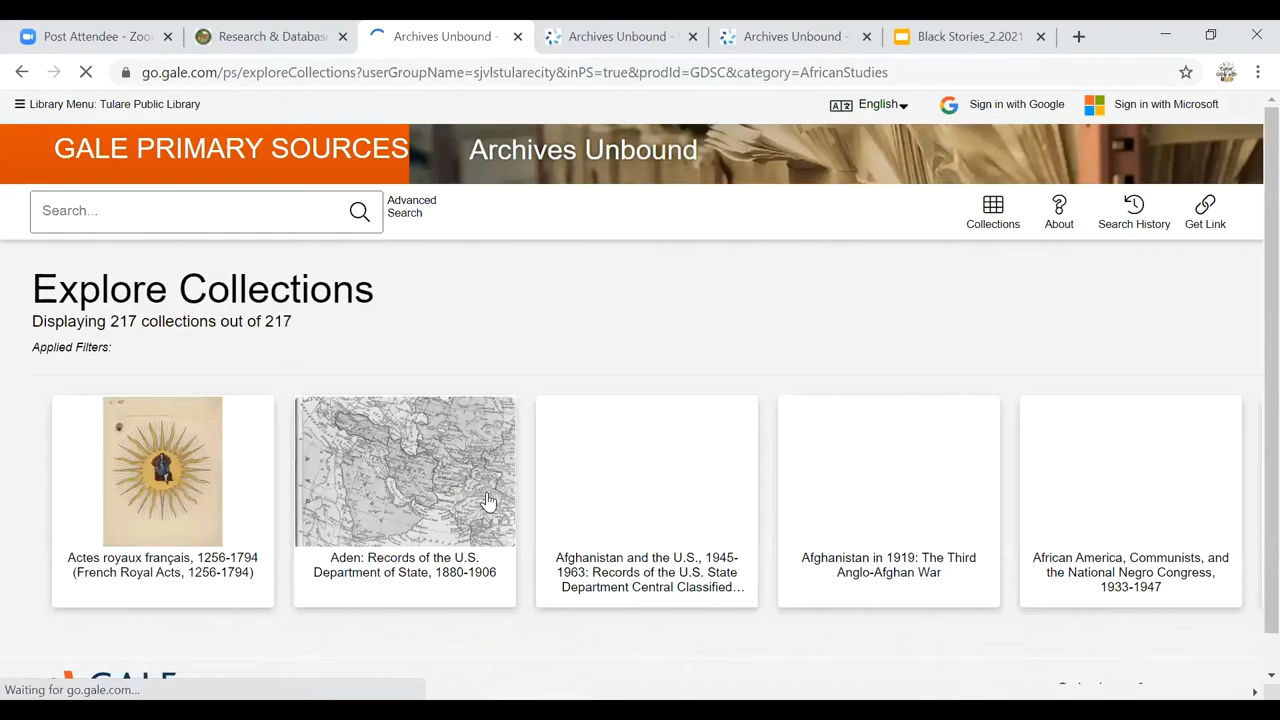 Post Attendee - Zoo
Research & Databa
Archives Unbound -
Archives Unbound -
Archives Unbound -
Black Stories_2.2021
go.gale.com/ps/exploreCollections?userGroupName=sjvlstularecity&inPS=true&prodId=GDSC&category=AfricanStudies
Library Menu: Tulare Public Library
English
Sign in with Google
Sign in with Microsoft
GALE PRIMARY SOURCES
Archives Unbound
Search...
Advanced
Search
Collections
About
Search History
Get Link
Explore Collections
Displaying 217 collections out of 217
Applied Filters:
Actes royaux français, 1256-1794
(French Royal Acts, 1256-1794)
Aden: Records of the U.S.
Department of State, 1880-1906
Afghanistan and the U.S., 1945-
1963: Records of the U.S. State
Department Central Classified...
Afghanistan in 1919: The Third
Anglo-Afghan War
African America, Communists, and
the National Negro Congress,
1933-1947
GALE
Waiting for go.gale.com...